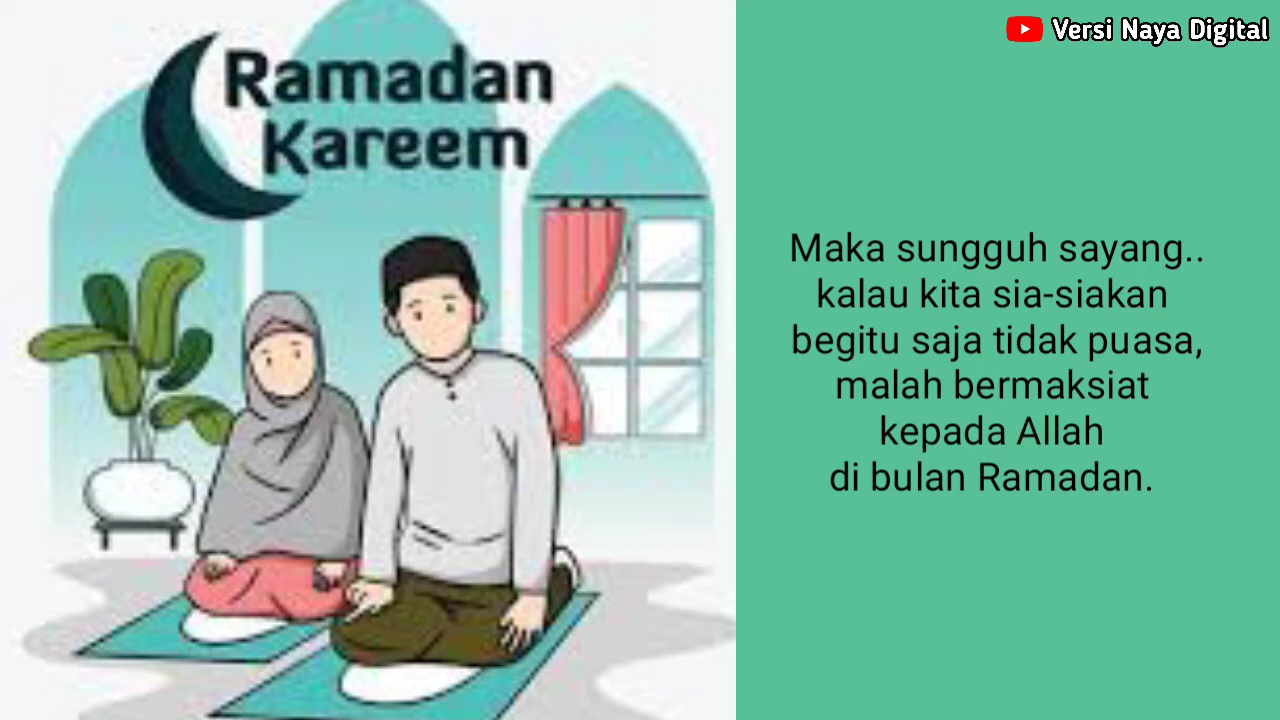 Ramadan
Kareem
Versi Naya Digital
Maka sungguh sayang..
kalau kita sia-siakan
begitu saja tidak puasa,
malah bermaksiat
kepada Allah
di bulan Ramadan.